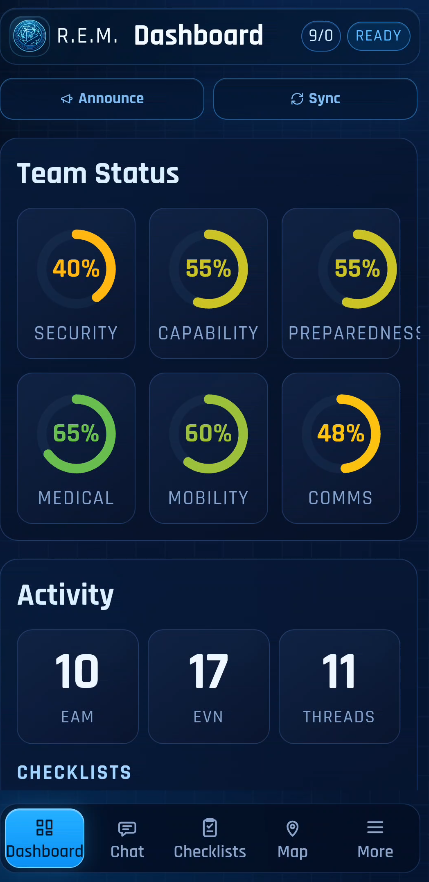 R.E.M. Dashboard 9/0 READY
Announce Sync
Team Status
40% 55% 55%
SECURITY CAPABILITY PREPAREDNESS
65% 60% 48%
MEDICAL MOBILITY COMMS
Activity
10 17 11
EAM EVN THREADS
CHECKLISTS
Dashboard Chat Checklists Map More